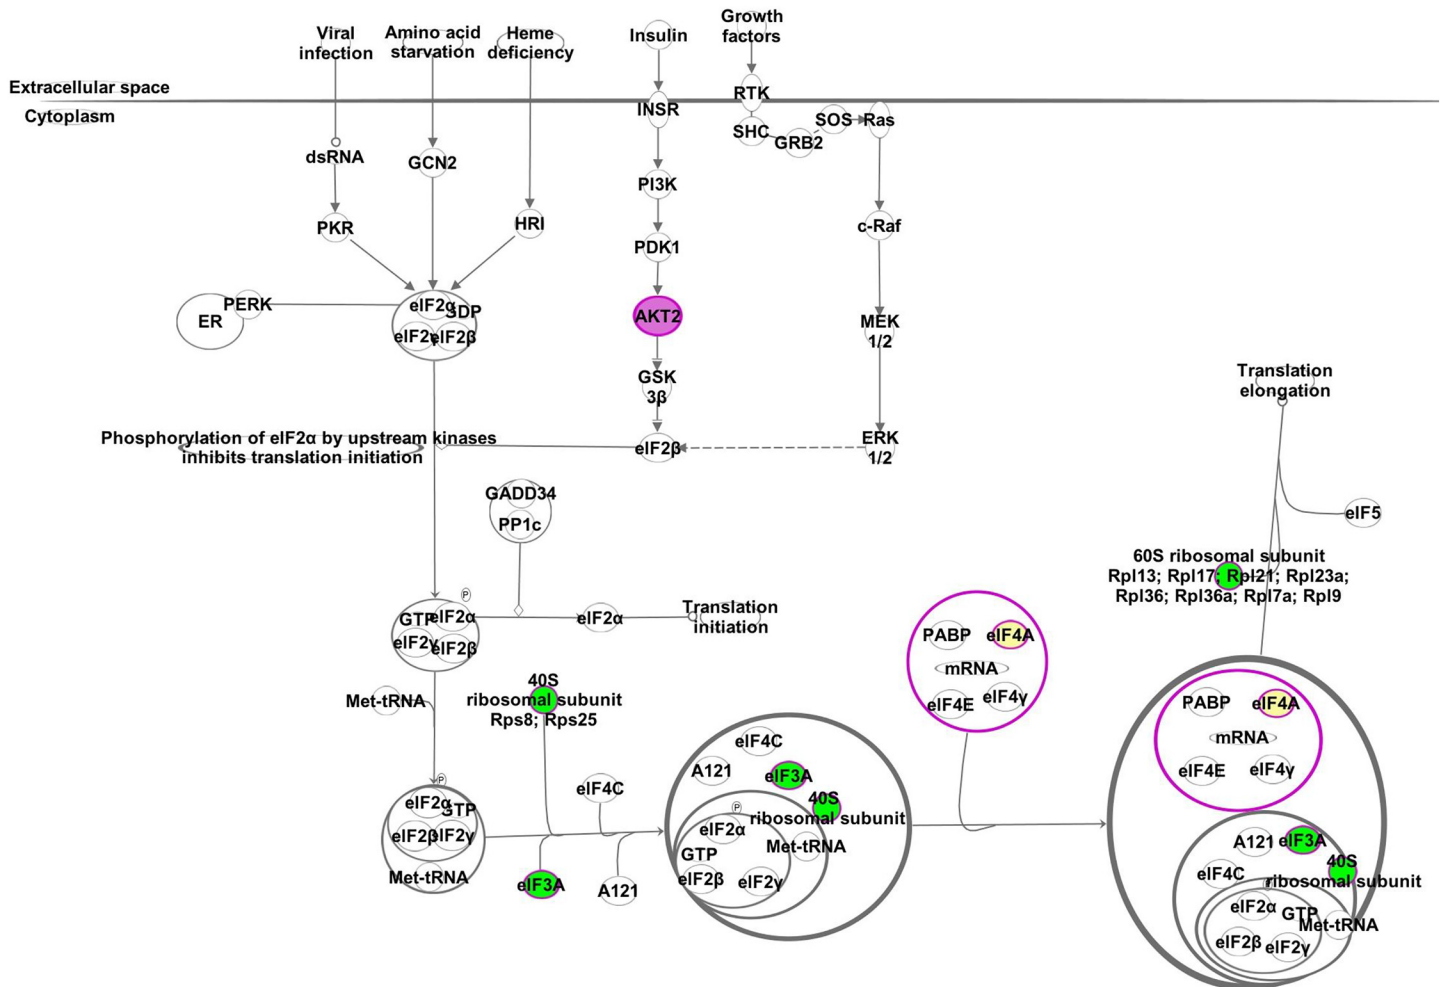 Viral
infection
Amino acid
starvation
Heme
deficiency
Insulin
Growth
factors
Extracellular space
Cytoplasm
INSR
RTK
SHC
GRB2
SOS
Ras
dsRNA
GCN2
PI3K
PKR
HRI
c-Raf
PDK1
ER
PERK
eIF2α
GDP
eIF2γ
eIF2β
AKT2
MEK
1/2
GSK
3β
Phosphorylation of eIF2α by upstream kinases
inhibits translation initiation
eIF2β
ERK
1/2
Translation
elongation
GADD34
PP1c
eIF5
60S ribosomal subunit
Rpl13; Rpl17; Rpl21; Rpl23a;
Rpl36; Rpl36a; Rpl7a; Rpl9
P
GTP
eIF2α
eIF2γ
eIF2β
eIF2α
Translation
initiation
Met-tRNA
40S
ribosomal subunit
Rps8; Rps25
PABP
eIF4A
mRNA
eIF4E
eIF4γ
P
eIF2α
GTP
eIF2β
eIF2γ
Met-tRNA
eIF4C
eIF3A
A121
eIF4C
A121
eIF3A
40S
ribosomal subunit
P
eIF2α
Met-tRNA
GTP
eIF2β
eIF2γ
PABP
eIF4A
mRNA
eIF4E
eIF4γ
A121
eIF3A
eIF4C
40S
ribosomal subunit
eIF2α
GTP
Met-tRNA
eIF2β
eIF2γ